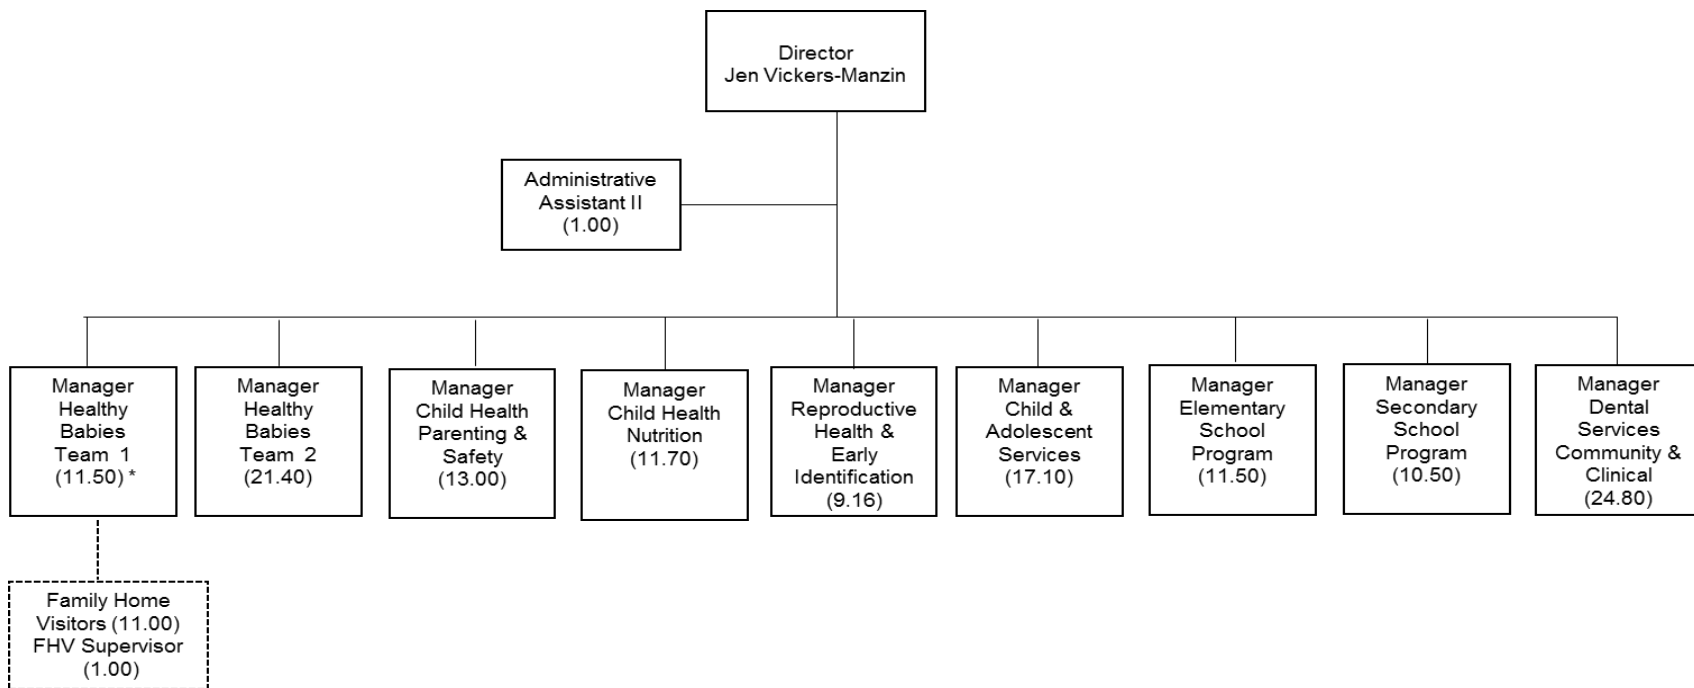 Director
Jen Vickers-Manzin
Administrative
Assistant II
(1.00)
Manager
Healthy
Babies
Team 1
(11.50) *
Manager
Healthy
Babies
Team 2
(21.40)
Manager
Child Health
Parenting &
Safety
(13.00)
Manager
Child Health
Nutrition
(11.70)
Manager
Reproductive
Health &
Early
Identification
(9.16)
Manager
Child &
Adolescent
Services
(17.10)
Manager
Elementary
School
Program
(11.50)
Manager
Secondary
School
Program
(10.50)
Manager
Dental
Services
Community &
Clinical
(24.80)
Family Home
Visitors (11.00)
FHV Supervisor
(1.00)